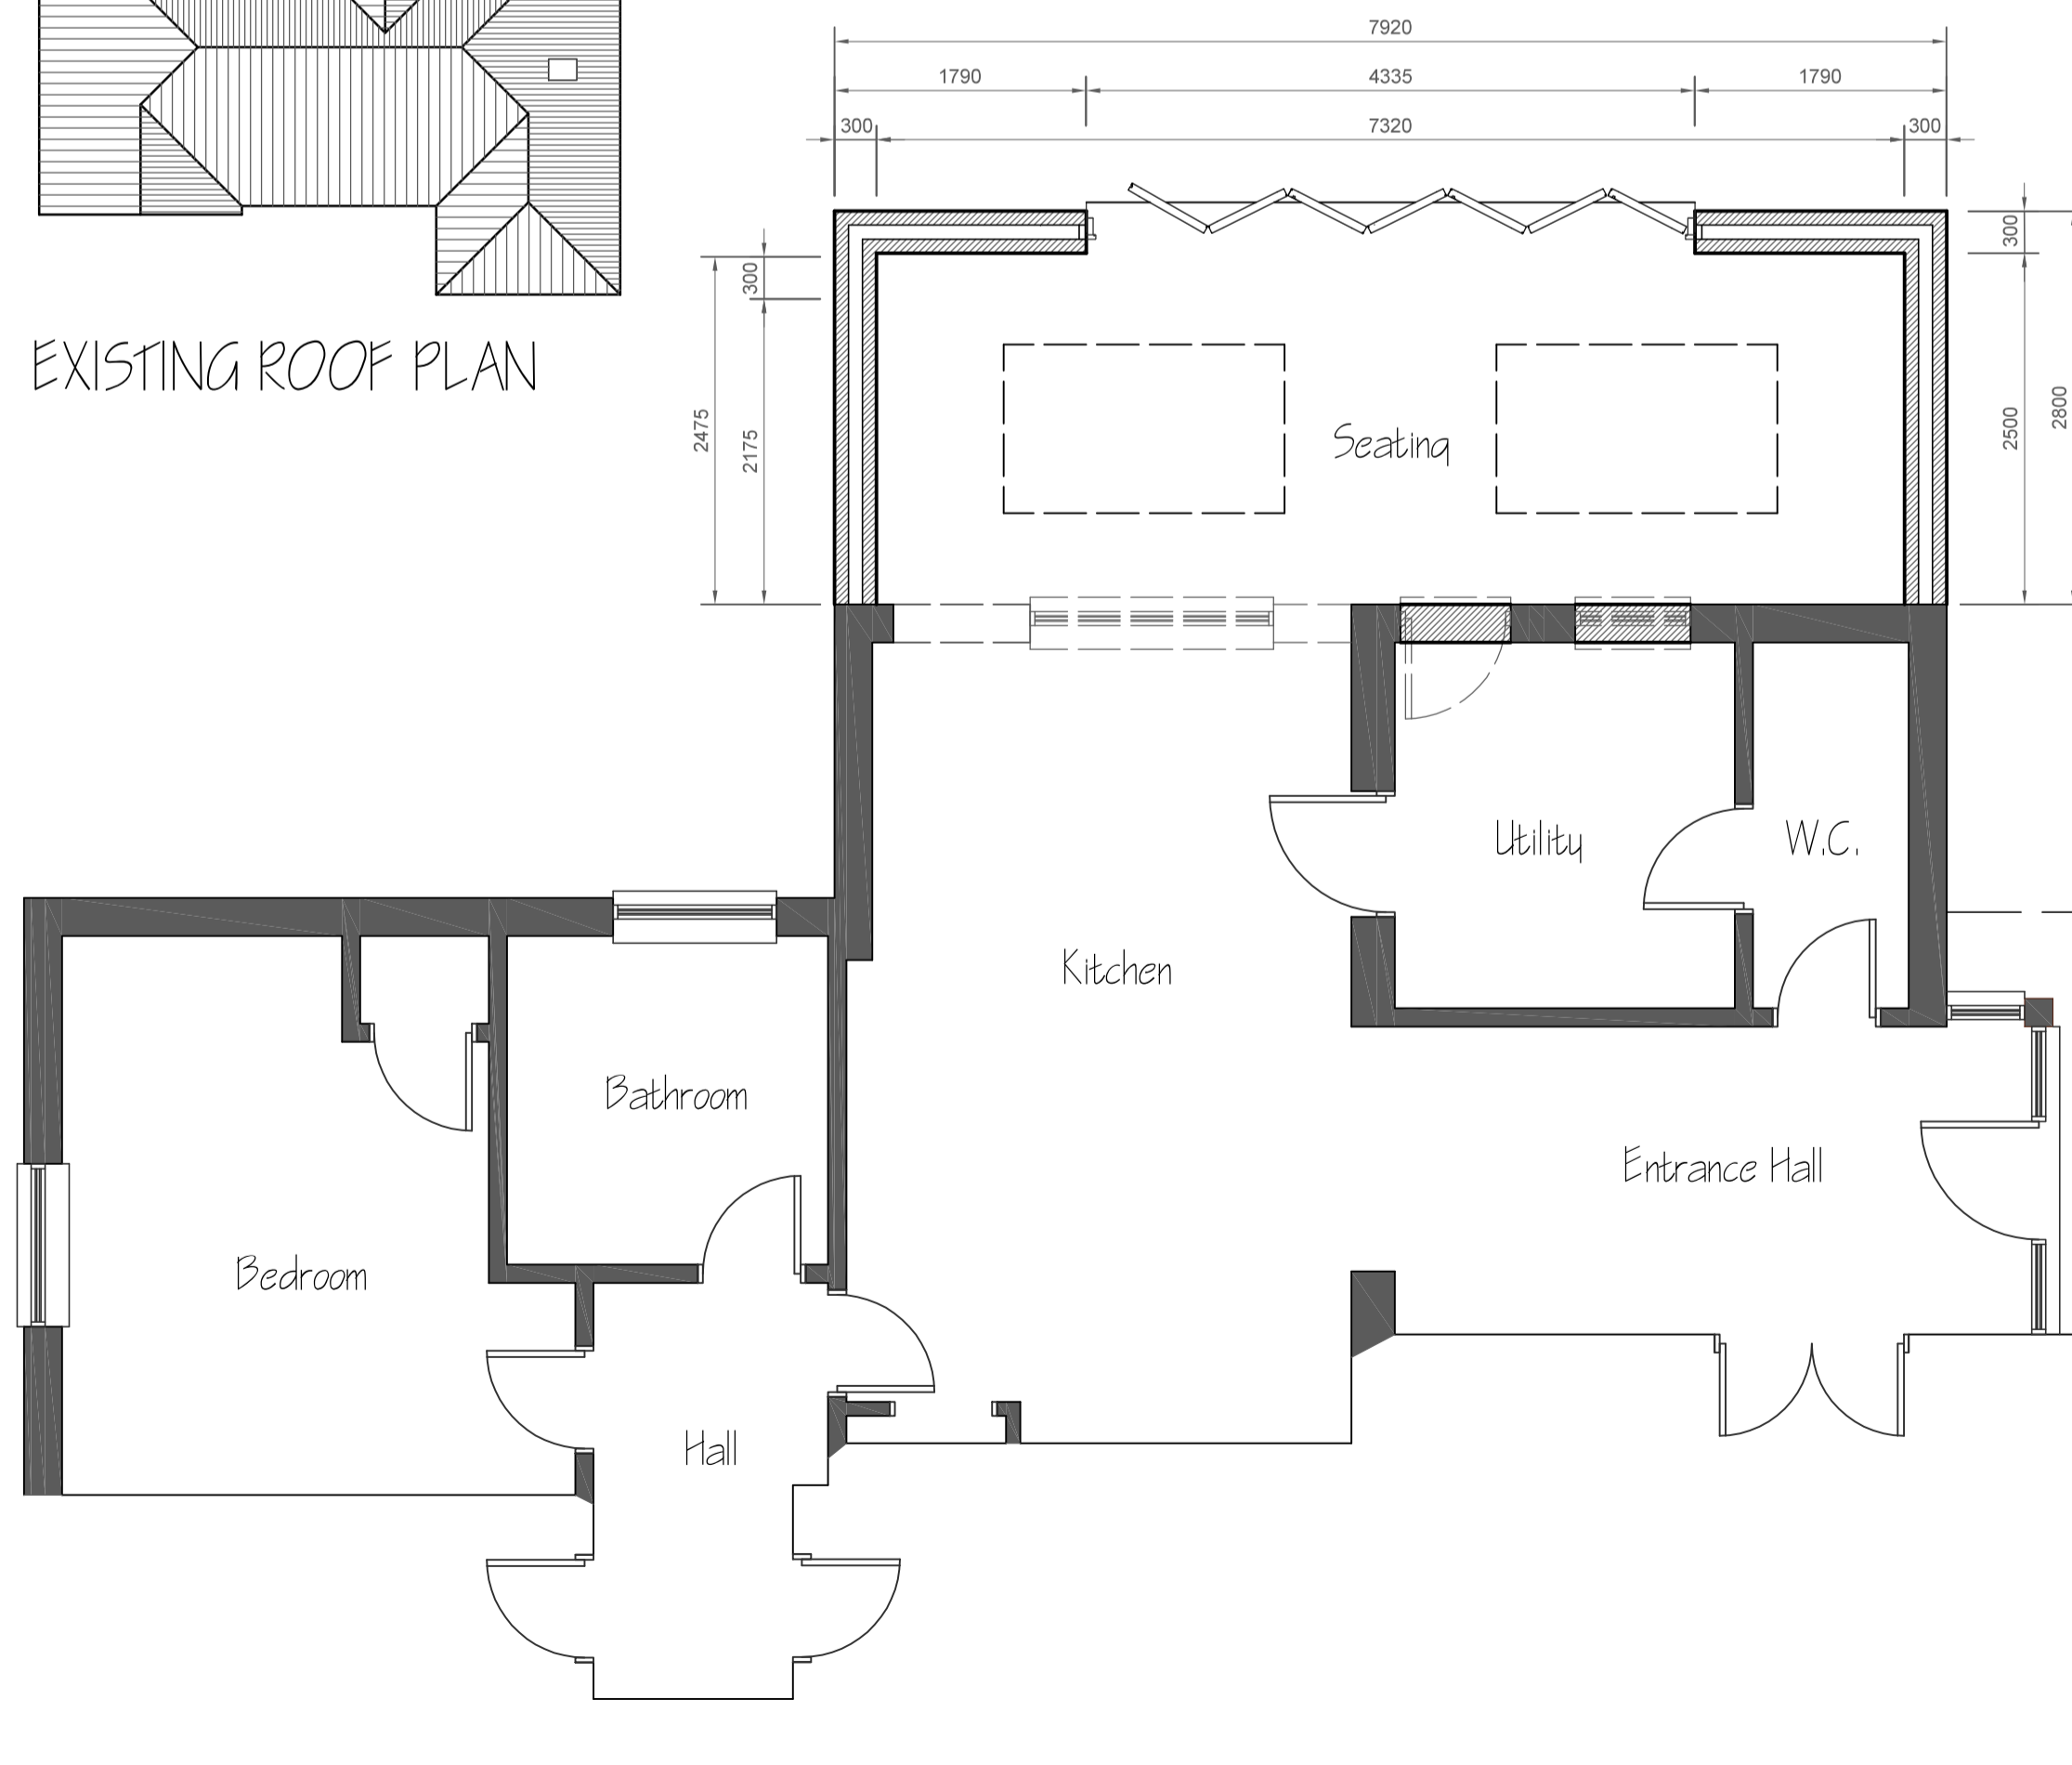 7920
1790 4335 1790
300 7320 300
300
300
2475
2175
2500
2800
EXISTING ROOF PLAN
Seating
Utility
W.C.
Kitchen
Bathroom
Entrance Hall
Bedroom
Hall